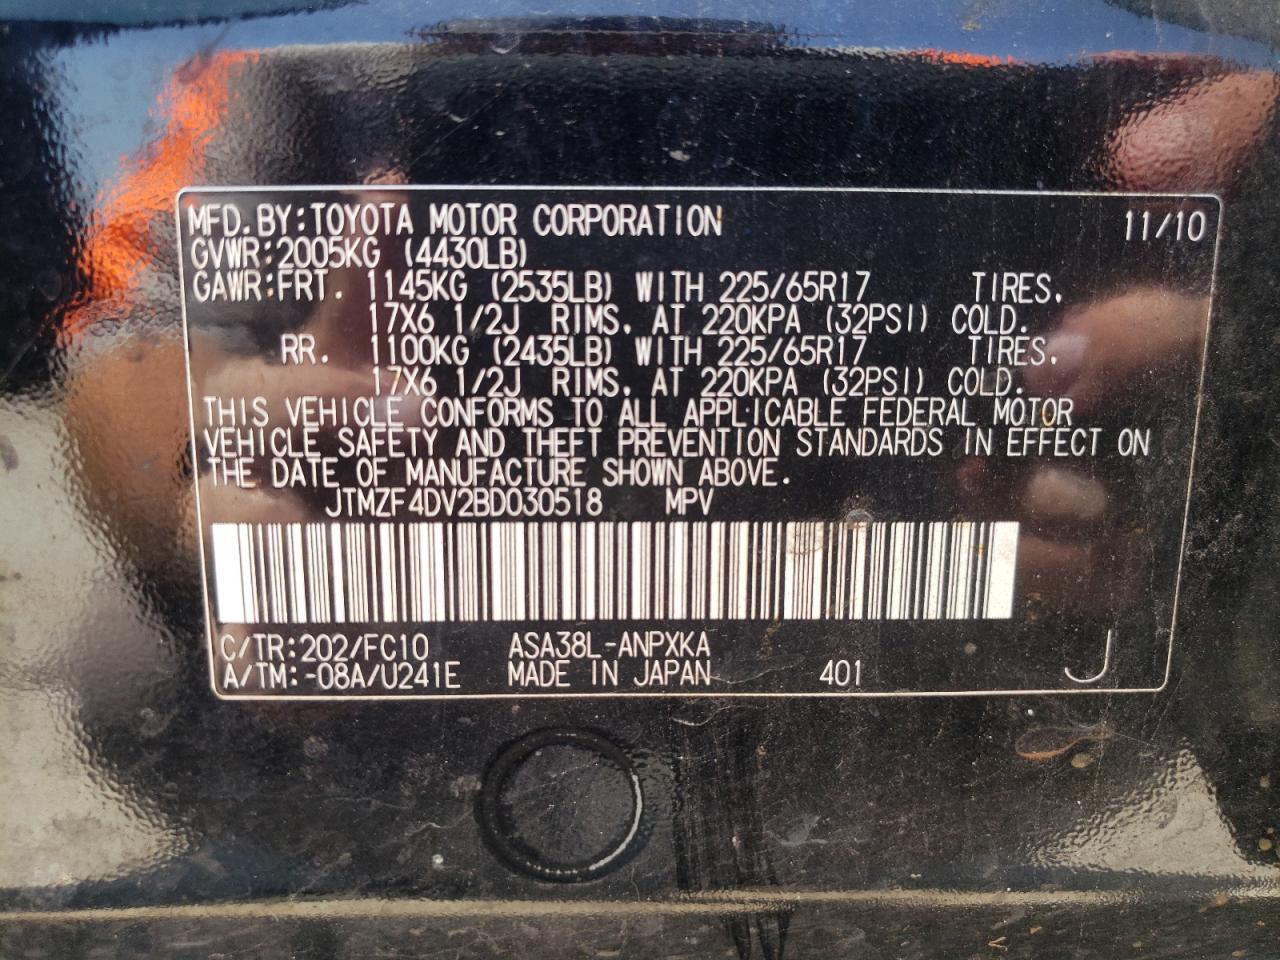 MFD.BY:TOYOTA MOTOR CORPORATION 11/10
GVWR:2005KG (4430LB)
GAWR:FRT. 1145KG (2535LB) WITH 225/65R17 TIRES.
17X6 1/2J RIMS. AT 220KPA (32PSI) COLD.
RR. 1100KG (2435LB) WITH 225/65R17 TIRES.
17X6 1/2J RIMS. AT 220KPA (32PSI) COLD.
THIS VEHICLE CONFORMS TO ALL APPLICABLE FEDERAL MOTOR
VEHICLE SAFETY AND THEFT PREVENTION STANDARDS IN EFFECT ON
THE DATE OF MANUFACTURE SHOWN ABOVE.
JTMZF4DV2BD030518 MPV
C/TR:202/FC10 ASA38L-ANPXKA
A/TM:-08A/U241E MADE IN JAPAN 401 J